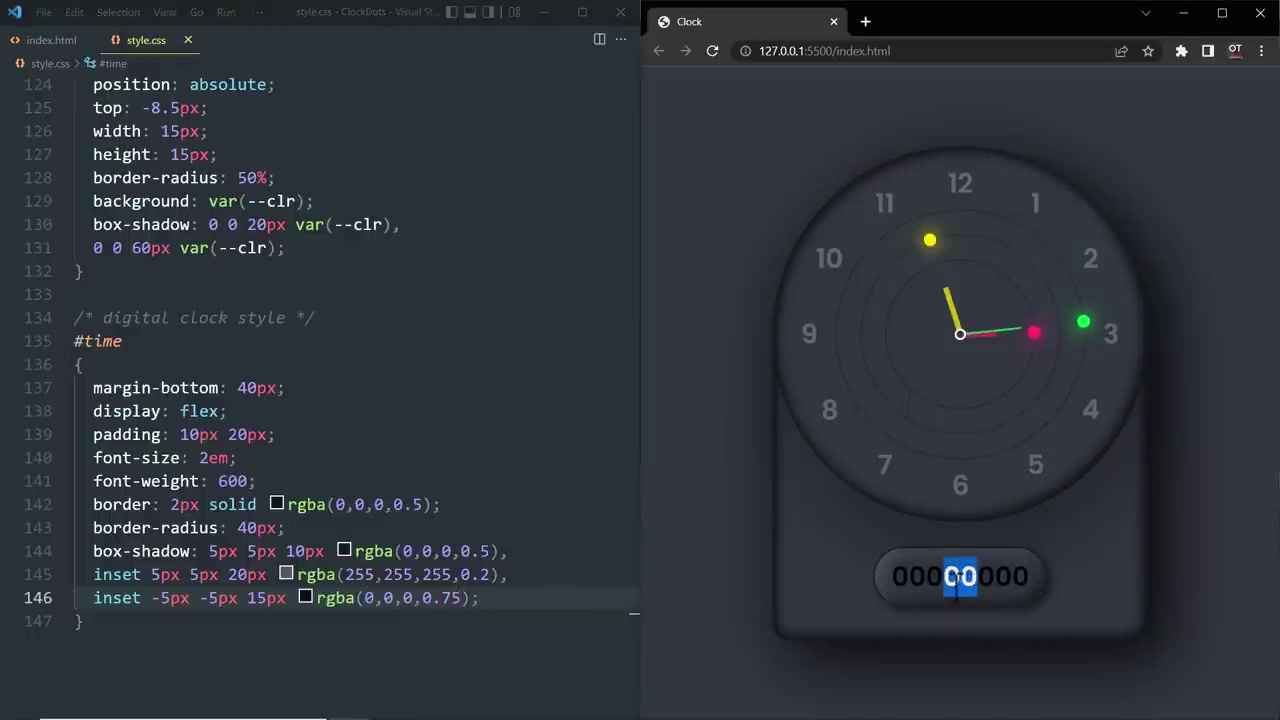 File Edit Selection View Go Run ··· style.css - ClockDots - Visual St...
index.html style.css
style.css > #time
124 position: absolute;
125 top: -8.5px;
126 width: 15px;
127 height: 15px;
128 border-radius: 50%;
129 background: var(--clr);
130 box-shadow: 0 0 20px var(--clr),
131 0 0 60px var(--clr);
132 }
133
134 /* digital clock style */
135 #time
136 {
137 margin-bottom: 40px;
138 display: flex;
139 padding: 10px 20px;
140 font-size: 2em;
141 font-weight: 600;
142 border: 2px solid rgba(0,0,0,0.5);
143 border-radius: 40px;
144 box-shadow: 5px 5px 10px rgba(0,0,0,0.5),
145 inset 5px 5px 20px rgba(255,255,255,0.2),
146 inset -5px -5px 15px rgba(0,0,0,0.75);
147 }
Clock
127.0.0.1:5500/index.html
OT
12
1
2
3
4
5
6
7
8
9
10
11
00000000